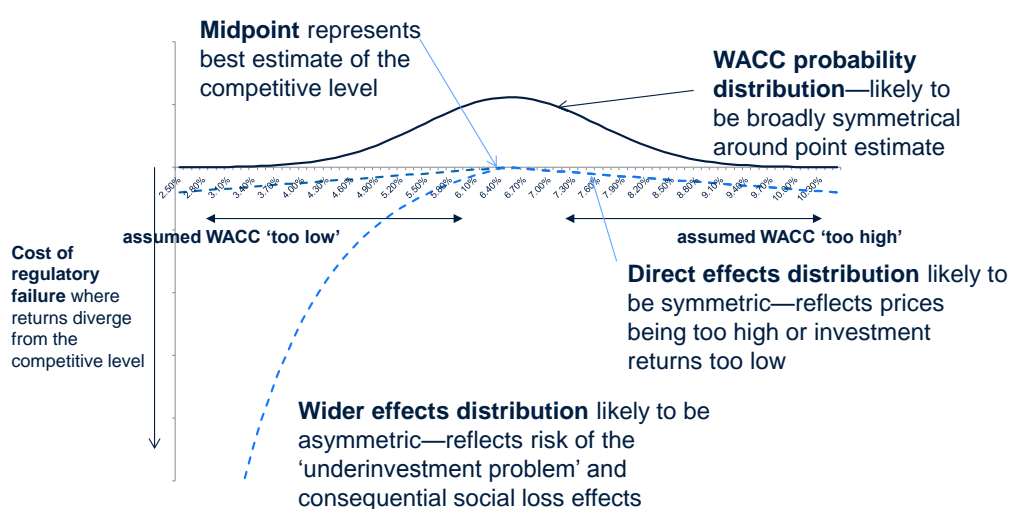 Midpoint represents
best estimate of the
competitive level
WACC probability
distribution—likely to
be broadly symmetrical
around point estimate
2.50% 2.80% 3.10% 3.40% 3.70% 4.00% 4.30% 4.60% 4.90% 5.20% 5.50% 5.80% 6.10% 6.40% 6.70% 7.00% 7.30% 7.60% 7.90% 8.20% 8.50% 8.80% 9.10% 9.40% 9.70% 10.00% 10.30%
assumed WACC ‘too low’
assumed WACC ‘too high’
Cost of
regulatory
failure where
returns diverge
from the
competitive level
Direct effects distribution likely to
be symmetric—reflects prices
being too high or investment
returns too low
Wider effects distribution likely to be
asymmetric—reflects risk of the
‘underinvestment problem’ and
consequential social loss effects